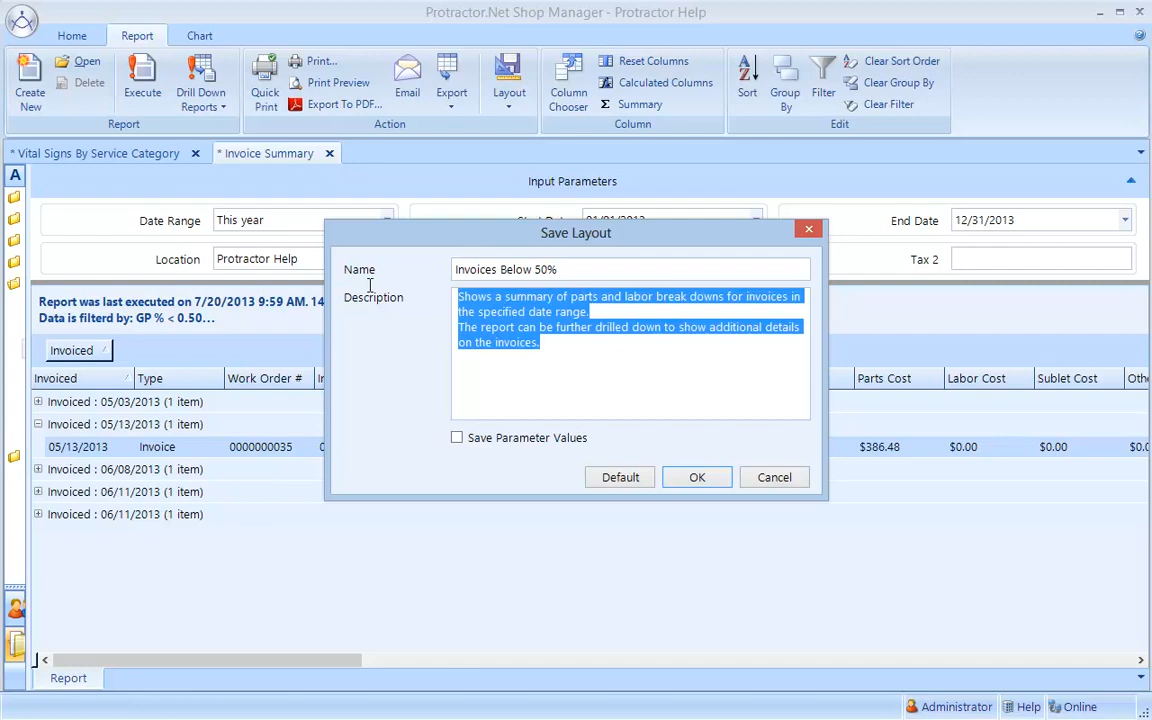 Protractor.Net Shop Manager - Protractor Help
Home
Report
Chart
Create New
Open
Delete
Execute
Drill Down Reports
Report
Quick Print
Print...
Print Preview
Export To PDF...
Email
Export
Layout
Action
Column Chooser
Reset Columns
Calculated Columns
Σ Summary
Column
Sort
Group By
Filter
Clear Sort Order
Clear Group By
Clear Filter
Edit
* Vital Signs By Service Category
* Invoice Summary
A
Input Parameters
Date Range This year
01/01/2013
End Date 12/31/2013
Location Protractor Help
Tax 2
Report was last executed on 7/20/2013 9:59 AM. 14
Data is filterd by: GP % < 0.50...
Invoiced
Invoiced Type Work Order # Parts Cost Labor Cost Sublet Cost
Invoiced : 05/03/2013 (1 item)
Invoiced : 05/13/2013 (1 item)
05/13/2013 Invoice 0000000035 $386.48 $0.00 $0.00
Invoiced : 06/08/2013 (1 item)
Invoiced : 06/11/2013 (1 item)
Invoiced : 06/11/2013 (1 item)
Save Layout
Name Invoices Below 50%
Description
Shows a summary of parts and labor break downs for invoices in
the specified date range.
The report can be further drilled down to show additional details
on the invoices.
Save Parameter Values
Default
OK
Cancel
Report
Administrator
Help
Online